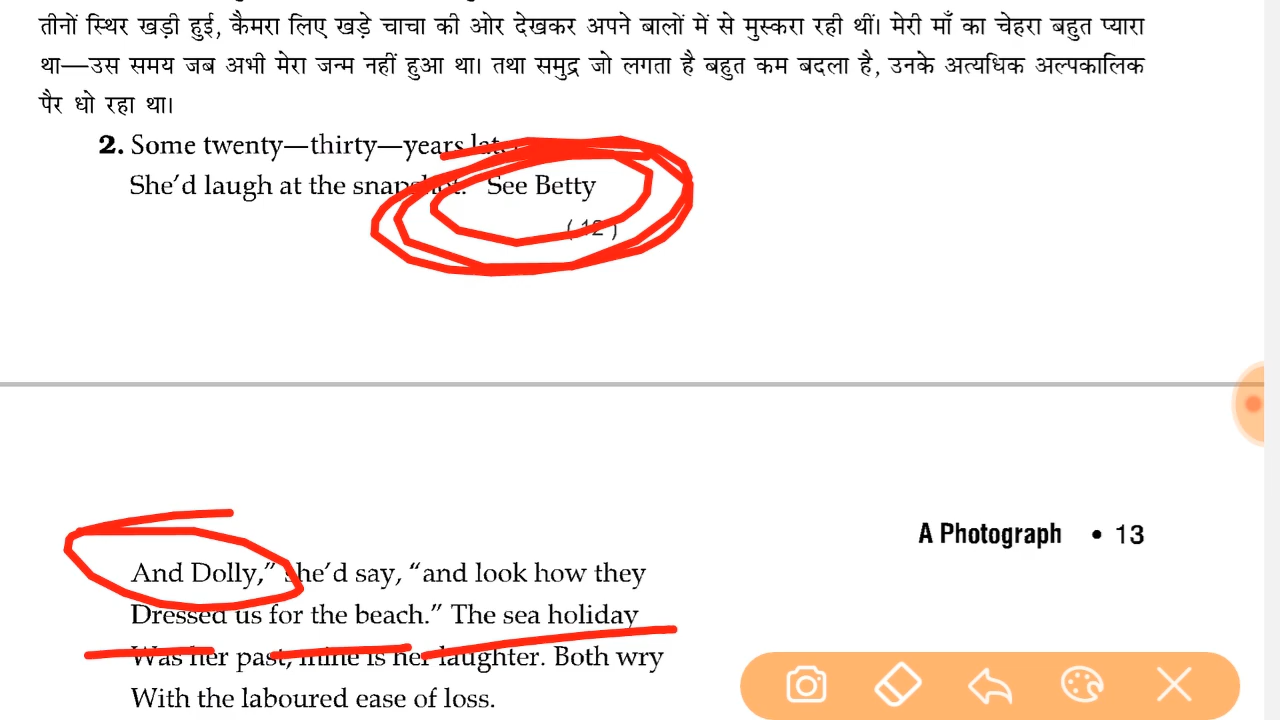 तीनों स्थिर खड़ी हुई, कैमरा लिए खड़े चाचा की ओर देखकर अपने बालों में से मुस्करा रही थीं। मेरी माँ का चेहरा बहुत प्यारा
था—उस समय जब अभी मेरा जन्म नहीं हुआ था। तथा समुद्र जो लगता है बहुत कम बदला है, उनके अत्यधिक अल्पकालिक
पैर धो रहा था।
2. Some twenty—thirty—years later
She’d laugh at the snapshot. “See Betty
( 12 )
A Photograph • 13
And Dolly,” she’d say, “and look how they
Dressed us for the beach.” The sea holiday
Was her past, mine is her laughter. Both wry
With the laboured ease of loss.